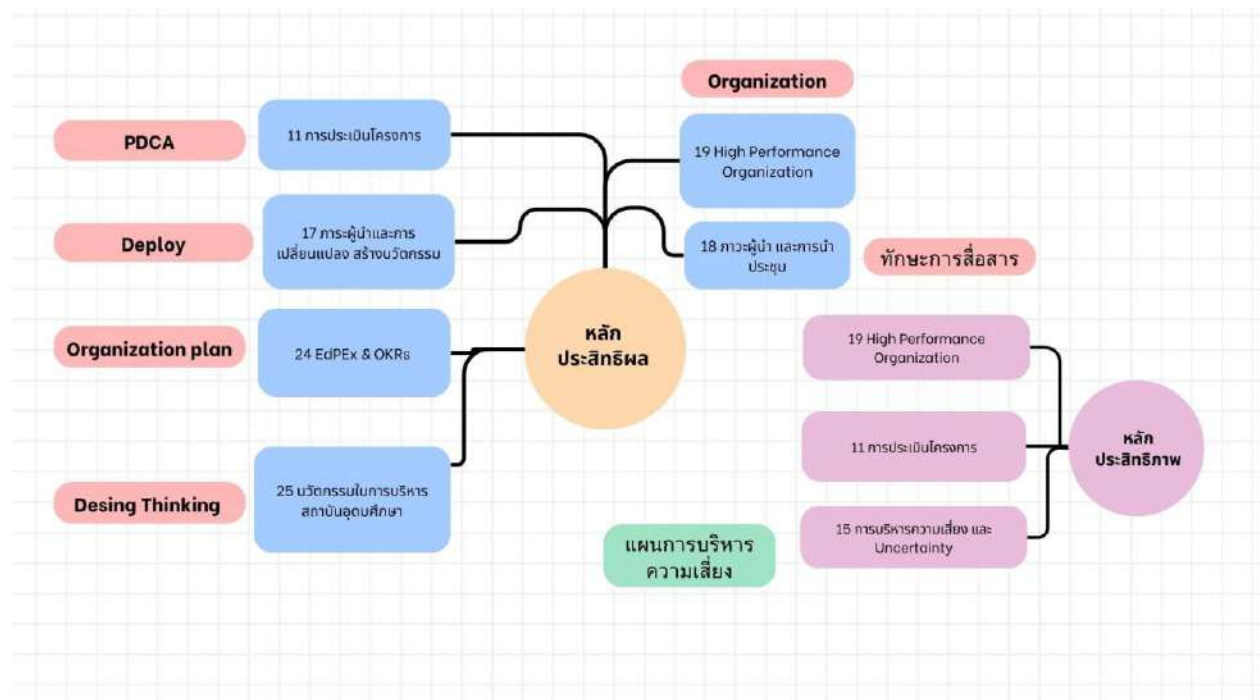 Organization
PDCA
11 การประเมินโครงการ
19 High Performance
Organization
Deploy
17 ภาระผู้นำและการ
เปลี่ยนแปลง สร้างนวัตกรรม
18 ภาวะผู้นำ และการนำ
ประชุม
ทักษะการสื่อสาร
หลัก
ประสิทธิผล
Organization plan
24 EdPEx & OKRs
19 High Performance
Organization
11 การประเมินโครงการ
หลัก
ประสิทธิภาพ
Desing Thinking
25 นวัตกรรมในการบริหาร
สถาบันอุดมศึกษา
15 การบริหารความเสี่ยง และ
Uncertainty
แผนการบริหาร
ความเสี่ยง